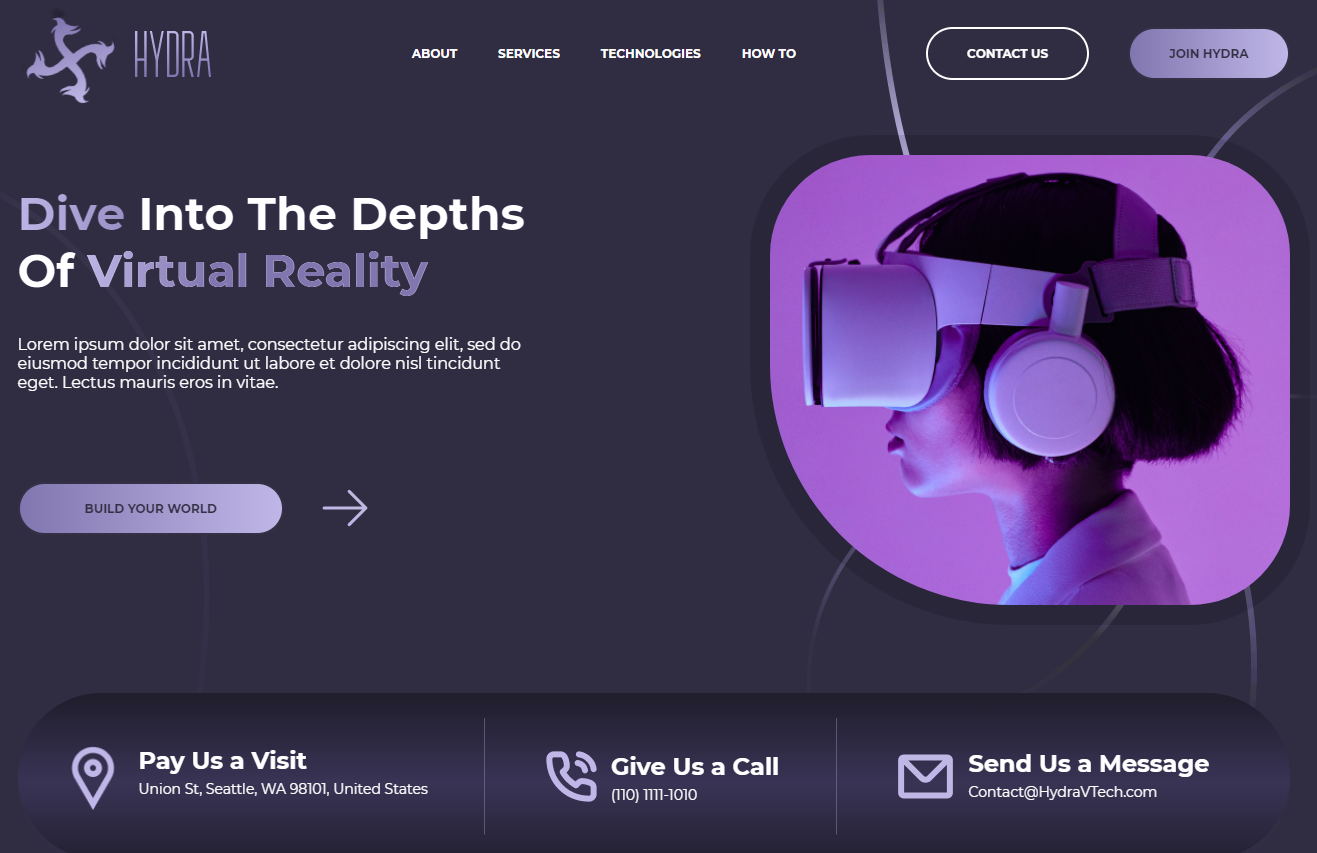 HYDRA
ABOUT
SERVICES
TECHNOLOGIES
HOW TO
CONTACT US
JOIN HYDRA
Dive Into The Depths
Of Virtual Reality
Lorem ipsum dolor sit amet, consectetur adipiscing elit, sed do
eiusmod tempor incididunt ut labore et dolore nisl tincidunt
eget. Lectus mauris eros in vitae.
BUILD YOUR WORLD
Pay Us a Visit
Union St, Seattle, WA 98101, United States
Give Us a Call
(110) 1111-1010
Send Us a Message
Contact@HydraVTech.com